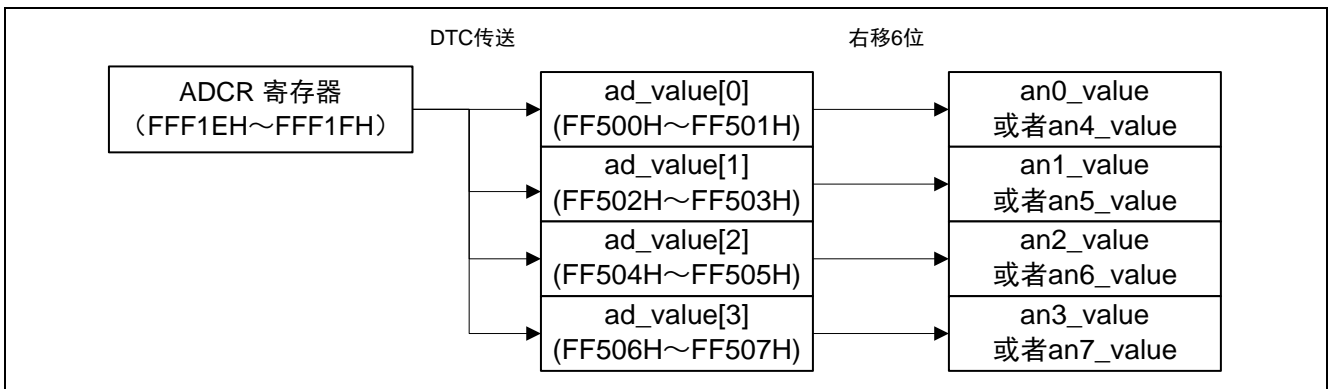 DTC传送
右移6位
ADCR 寄存器
（FFF1EH～FFF1FH）
ad_value[0]
(FF500H～FF501H)
an0_value
或者an4_value
ad_value[1]
(FF502H～FF503H)
an1_value
或者an5_value
ad_value[2]
(FF504H～FF505H)
an2_value
或者an6_value
ad_value[3]
(FF506H～FF507H)
an3_value
或者an7_value